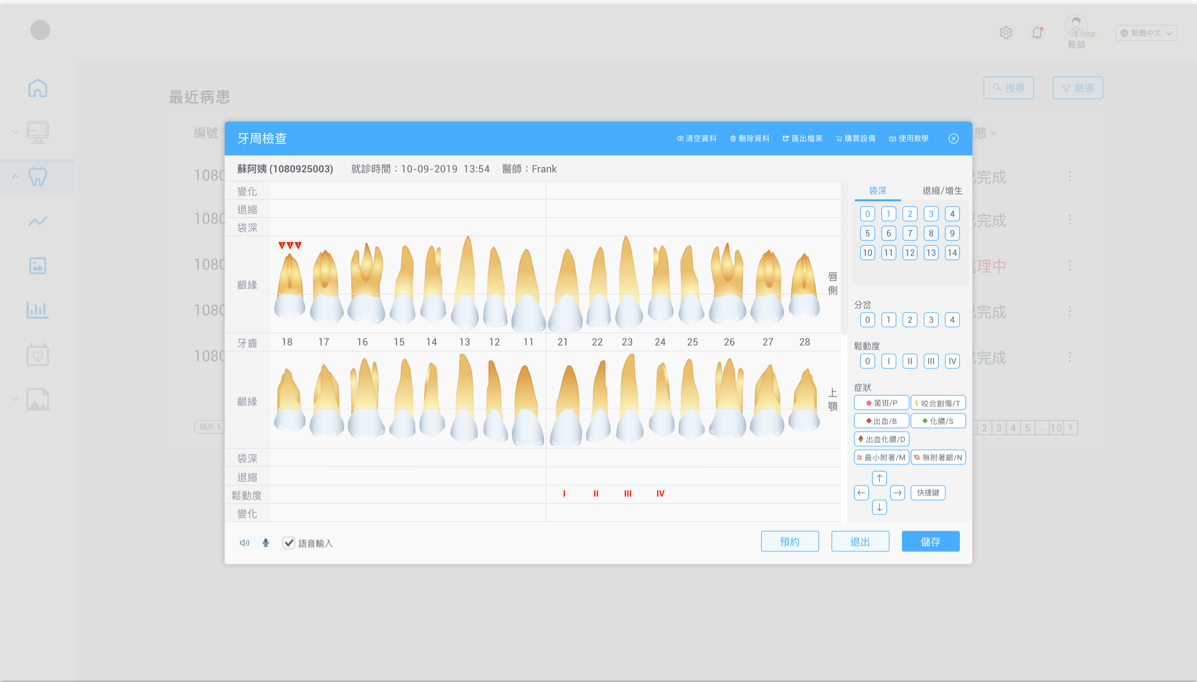 醫師
繁體中文
最近病患
搜尋
篩選
編號
牙周檢查
清空資料
刪除資料
匯出檔案
購買設備
使用教學
蘇阿姨 (1080925003) 就診時間：10-09-2019 13:54 醫師：Frank
變化
退縮
袋深
齦緣
唇側
牙齒 18 17 16 15 14 13 12 11 21 22 23 24 25 26 27 28
齦緣
上顎
袋深
退縮
鬆動度 I II III IV
變化
語音輸入
預約
退出
儲存
袋深 退縮/增生
0 1 2 3 4
5 6 7 8 9
10 11 12 13 14
分岔
0 1 2 3 4
鬆動度
0 I II III IV
症狀
菌斑/P 咬合創傷/T
出血/B 化膿/S
出血化膿/D
最小附著/M 無附著齦/N
↑
← → 快捷鍵
↓
1080
已完成
1080
已完成
1080
處理中
1080
已完成
1080
已完成
2 3 4 5 .. 10 >